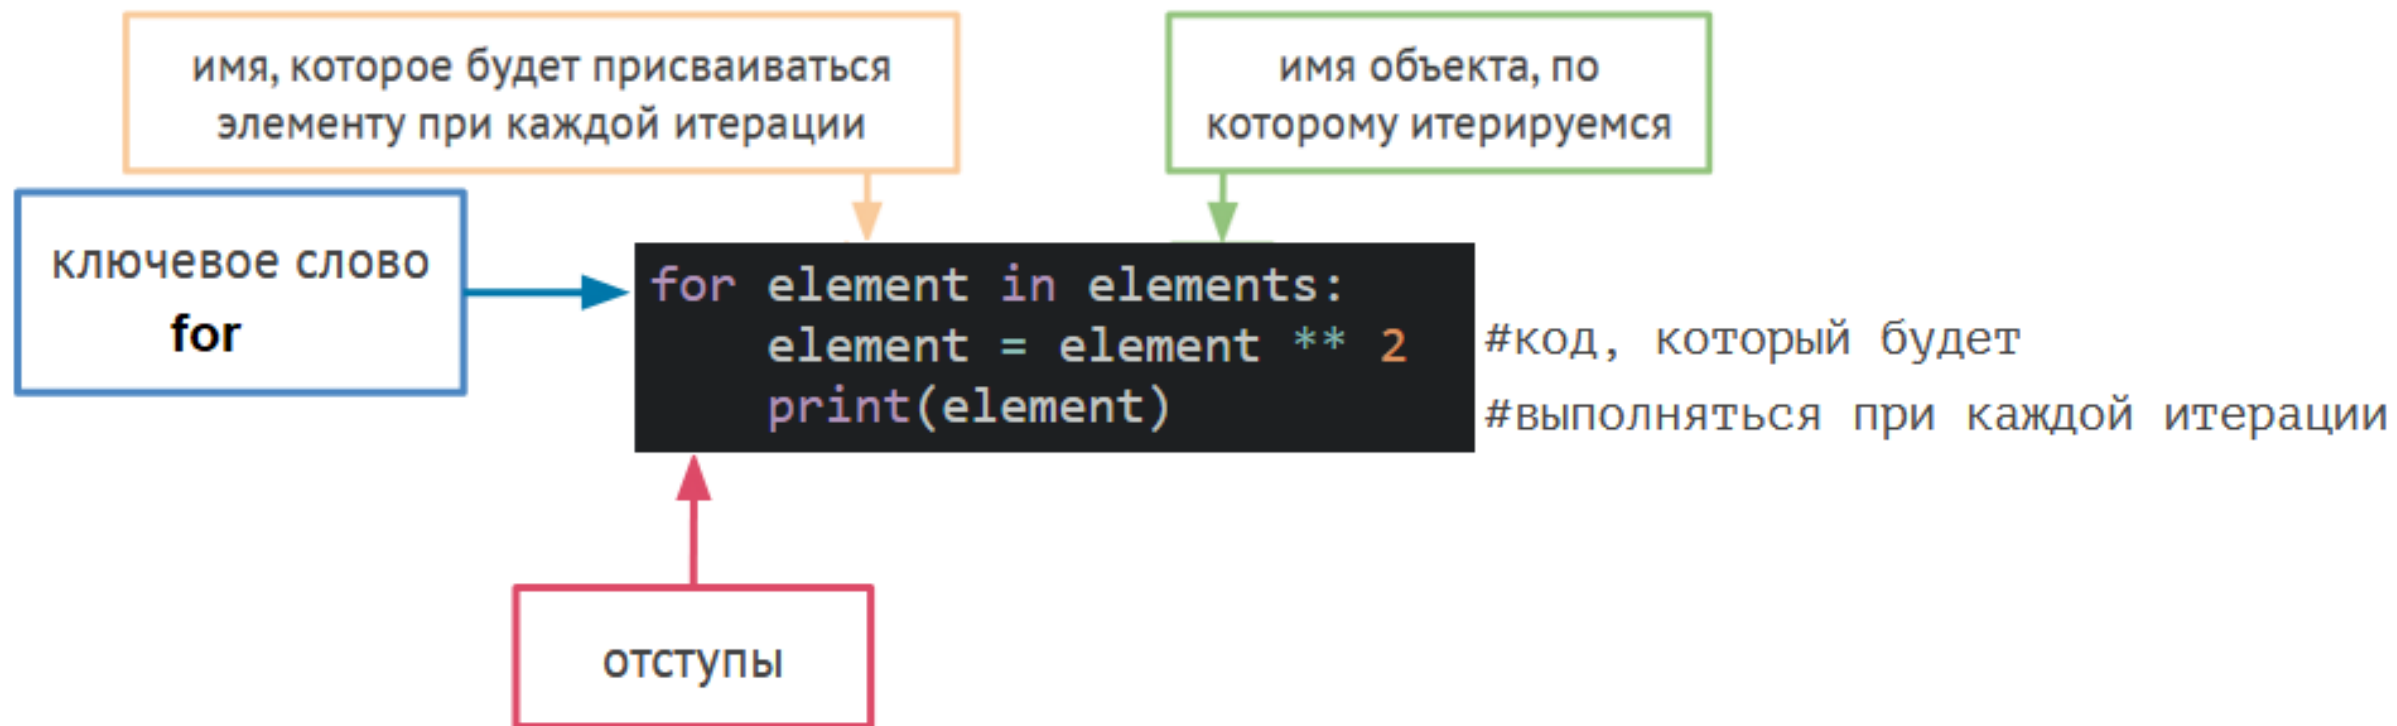 имя, которое будет присваиваться
элементу при каждой итерации
имя объекта, по
которому итерируемся
ключевое слово
for
for element in elements:
element = element ** 2
print(element)
#код, который будет
#выполняться при каждой итерации
отступы